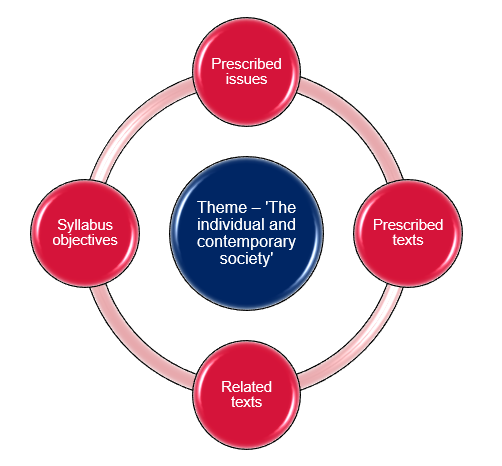 Prescribed
issues
Theme – 'The
individual and
contemporary
society'
Syllabus
objectives
Prescribed
texts
Related
texts